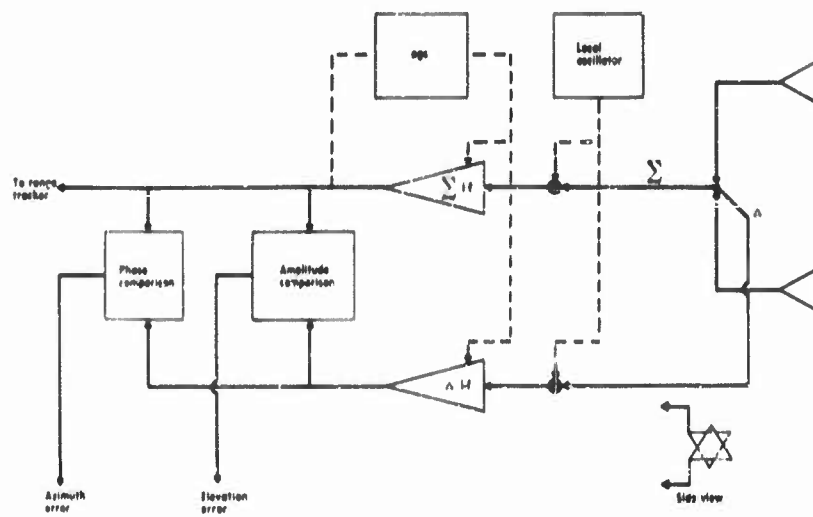 agc
Local
oscillator
To range
tracker
Σ if
Σ
Δ
Phase
comparison
Amplitude
comparison
Δ if
Azimuth
error
Elevation
error
Side view